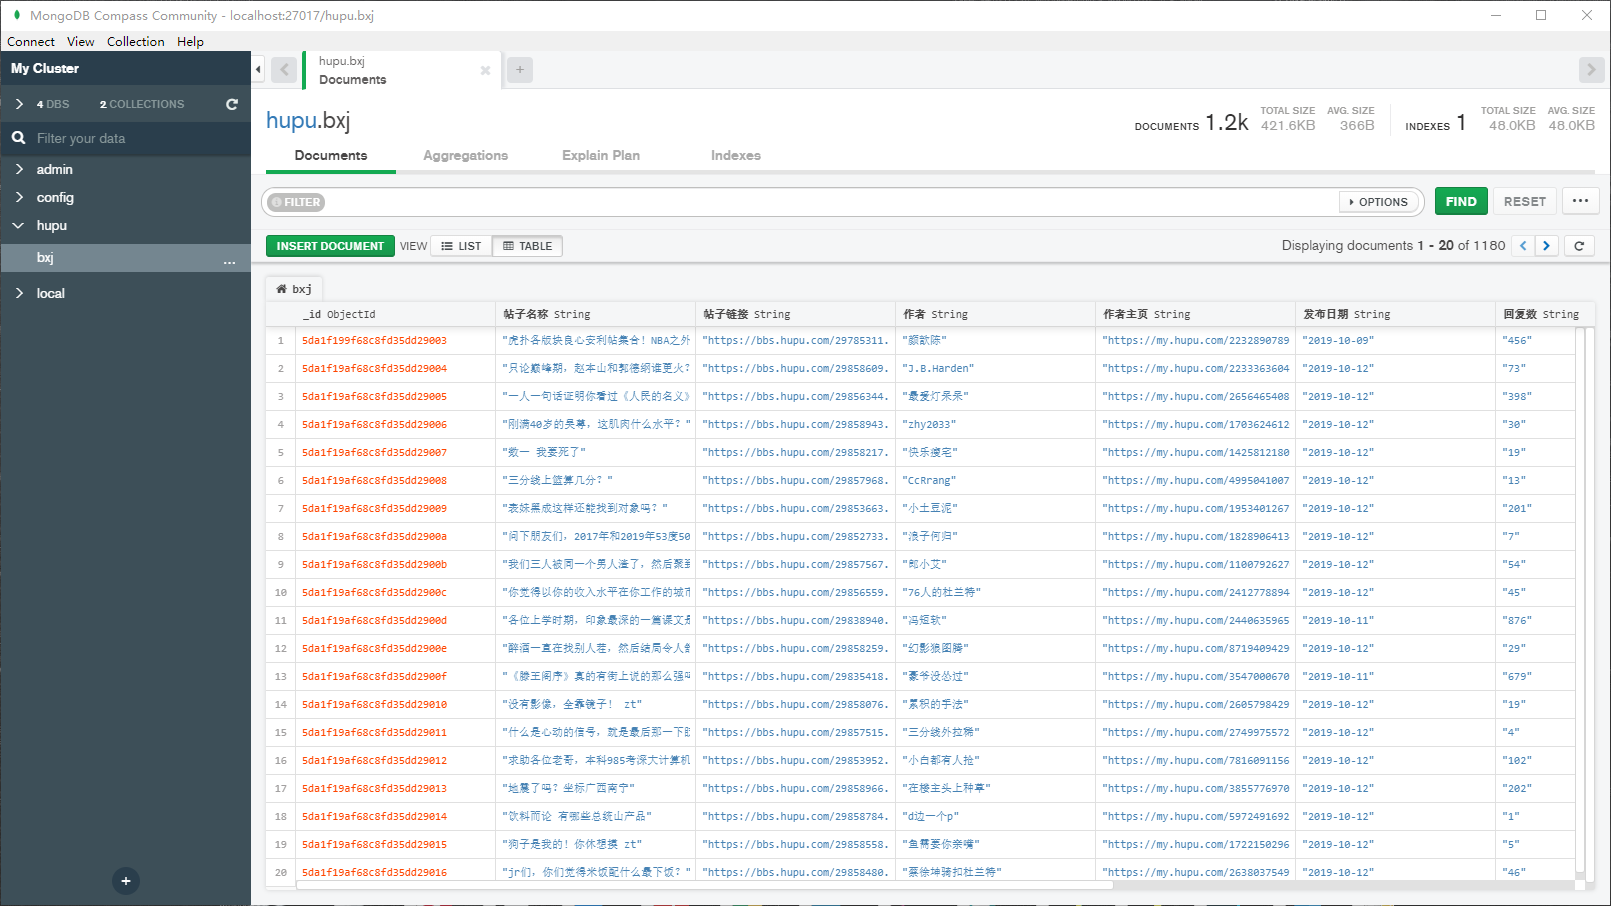 MongoDB Compass Community - localhost:27017/hupu.bxj
Connect View Collection Help
My Cluster
4 DBS 2 COLLECTIONS
Filter your data
admin
config
hupu
bxj ...
local
hupu.bxj
Documents
hupu.bxj
DOCUMENTS 1.2k TOTAL SIZE 421.6KB AVG. SIZE 366B INDEXES 1 TOTAL SIZE 48.0KB AVG. SIZE 48.0KB
Documents Aggregations Explain Plan Indexes
FILTER OPTIONS FIND RESET ...
INSERT DOCUMENT VIEW LIST TABLE Displaying documents 1 - 20 of 1180
bxj
_id ObjectId 帖子名称 String 帖子链接 String 作者 String 作者主页 String 发布日期 String 回复数 String
1 5da1f199f68c8fd35dd29003 "虎扑各版块良心安利帖集合！NBA之外 "https://bbs.hupu.com/29785311. "颜歆陈" "https://my.hupu.com/2232890789 "2019-10-09" "456"
2 5da1f19af68c8fd35dd29004 "只论巅峰期，赵本山和郭德纲谁更火？ "https://bbs.hupu.com/29858609. "J.B.Harden" "https://my.hupu.com/2233363604 "2019-10-12" "73"
3 5da1f19af68c8fd35dd29005 "一人一句话证明你看过《人民的名义》 "https://bbs.hupu.com/29856344. "最爱灯呆呆" "https://my.hupu.com/2656465408 "2019-10-12" "398"
4 5da1f19af68c8fd35dd29006 "刚满40岁的吴尊，这肌肉什么水平？" "https://bbs.hupu.com/29858943. "zhy2033" "https://my.hupu.com/1703624612 "2019-10-12" "30"
5 5da1f19af68c8fd35dd29007 "数一 我要死了" "https://bbs.hupu.com/29858217. "快乐瘦宅" "https://my.hupu.com/1425812180 "2019-10-12" "19"
6 5da1f19af68c8fd35dd29008 "三分线上篮算几分？" "https://bbs.hupu.com/29857968. "CcRrang" "https://my.hupu.com/4995041007 "2019-10-12" "13"
7 5da1f19af68c8fd35dd29009 "表妹黑成这样还能找到对象吗？" "https://bbs.hupu.com/29853663. "小土豆泥" "https://my.hupu.com/1953401267 "2019-10-12" "201"
8 5da1f19af68c8fd35dd2900a "问下朋友们，2017年和2019年53度50 "https://bbs.hupu.com/29852733. "浪子何归" "https://my.hupu.com/1828906413 "2019-10-12" "7"
9 5da1f19af68c8fd35dd2900b "我们三人被同一个男人渣了，然后聚到 "https://bbs.hupu.com/29857567. "郎小艾" "https://my.hupu.com/1100792627 "2019-10-12" "54"
10 5da1f19af68c8fd35dd2900c "你觉得以你的收入水平在你工作的城市 "https://bbs.hupu.com/29856559. "76人的杜兰特" "https://my.hupu.com/2412778894 "2019-10-12" "45"
11 5da1f19af68c8fd35dd2900d "各位上学时期，印象最深的一篇课文是 "https://bbs.hupu.com/29838940. "冯短软" "https://my.hupu.com/2440635965 "2019-10-11" "876"
12 5da1f19af68c8fd35dd2900e "醉酒一直在找别人茬，然后结局令人舒 "https://bbs.hupu.com/29858259. "幻影狼图腾" "https://my.hupu.com/8719409429 "2019-10-12" "29"
13 5da1f19af68c8fd35dd2900f "《滕王阁序》真的有街上说的那么强吗 "https://bbs.hupu.com/29835418. "豪爷没怂过" "https://my.hupu.com/3547000670 "2019-10-11" "679"
14 5da1f19af68c8fd35dd29010 "没有影像，全靠镜子！ zt" "https://bbs.hupu.com/29858076. "累积的手法" "https://my.hupu.com/2605798429 "2019-10-12" "19"
15 5da1f19af68c8fd35dd29011 "什么是心动的信号，就是最后那一下 "https://bbs.hupu.com/29857515. "三分线外拉稀" "https://my.hupu.com/2749975572 "2019-10-12" "4"
16 5da1f19af68c8fd35dd29012 "求助各位老哥，本科985考深大计算机 "https://bbs.hupu.com/29853952. "小白都有人抢" "https://my.hupu.com/7816091156 "2019-10-12" "102"
17 5da1f19af68c8fd35dd29013 "地震了吗？坐标广西南宁" "https://bbs.hupu.com/29858966. "在楼主头上种草" "https://my.hupu.com/3855776970 "2019-10-12" "202"
18 5da1f19af68c8fd35dd29014 "饮料而论 有哪些总统山产品" "https://bbs.hupu.com/29858784. "d边一个p" "https://my.hupu.com/5972491692 "2019-10-12" "1"
19 5da1f19af68c8fd35dd29015 "狗子是我的！你休想摸 zt" "https://bbs.hupu.com/29858558. "鱼需要你亲嘴" "https://my.hupu.com/1722150296 "2019-10-12" "5"
20 5da1f19af68c8fd35dd29016 "jr们，你们觉得米饭配什么最下饭？" "https://bbs.hupu.com/29858480. "蔡徐坤骑扣杜兰特" "https://my.hupu.com/2638037549 "2019-10-12" "46"